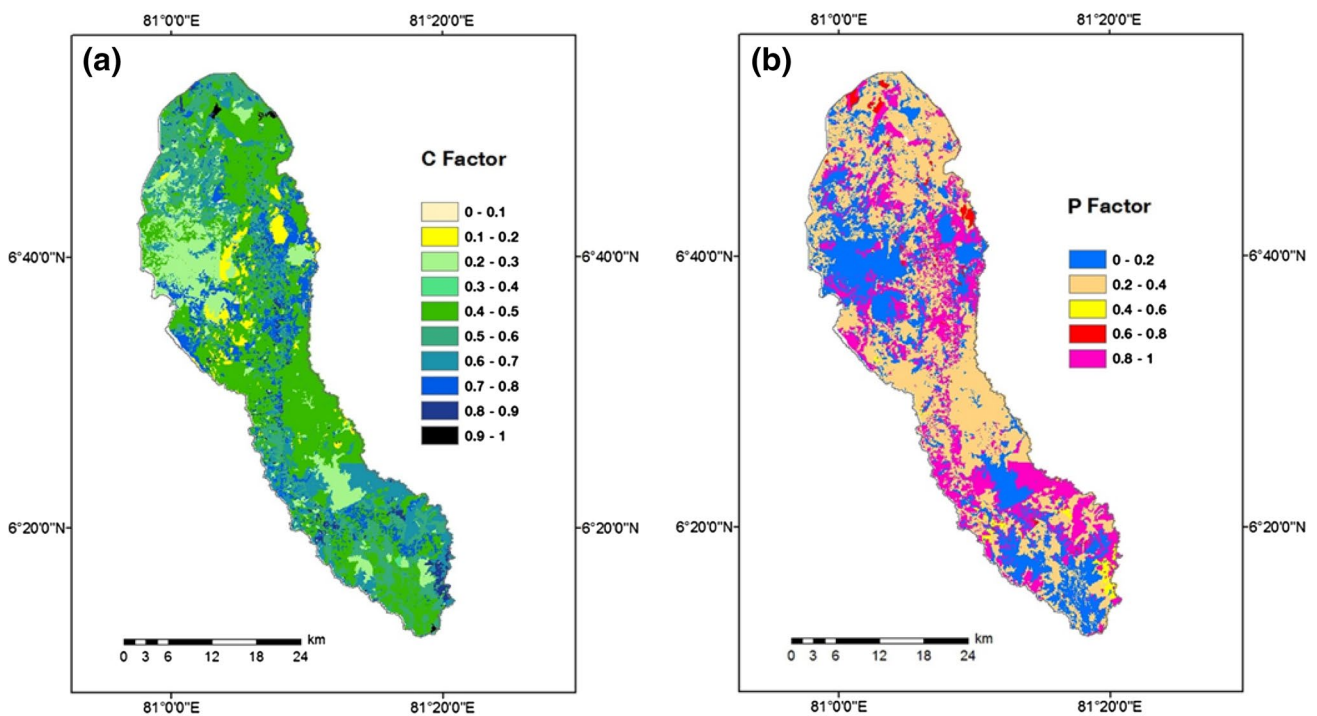 81°0'0"E 81°20'0"E
(a)
C Factor
0 - 0.1
0.1 - 0.2
0.2 - 0.3
0.3 - 0.4
0.4 - 0.5
0.5 - 0.6
0.6 - 0.7
0.7 - 0.8
0.8 - 0.9
0.9 - 1
6°40'0"N 6°40'0"N
6°20'0"N 6°20'0"N
km
0 3 6 12 18 24
81°0'0"E 81°20'0"E
81°0'0"E 81°20'0"E
(b)
P Factor
0 - 0.2
0.2 - 0.4
0.4 - 0.6
0.6 - 0.8
0.8 - 1
6°40'0"N 6°40'0"N
6°20'0"N 6°20'0"N
km
0 3 6 12 18 24
81°0'0"E 81°20'0"E